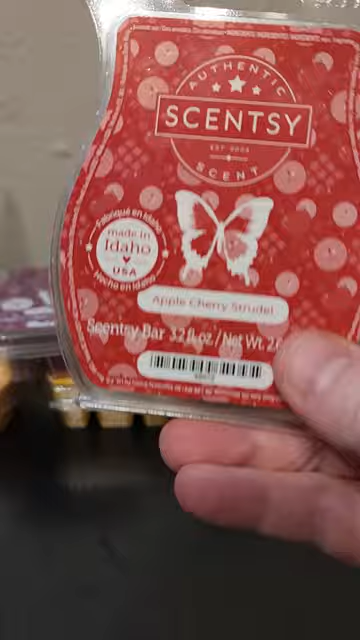 AUTHENTIC
SCENTSY
EST. 2004
SCENT
Fabriqué en Idaho
made in
Idaho
USA
Hecho en Idaho
Apple Cherry Strudel
Scentsy Bar 3.2 fl oz / Net Wt. 2.